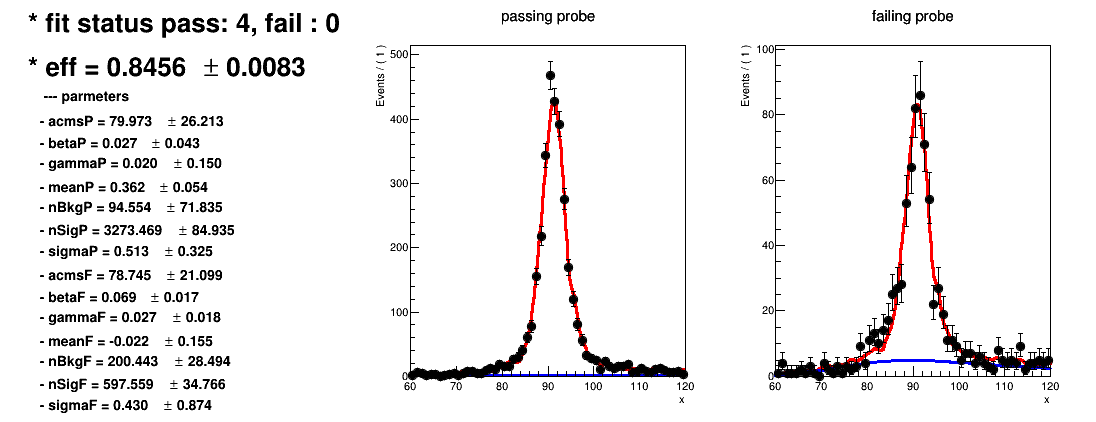 * fit status pass: 4, fail : 0
* eff = 0.8456 ± 0.0083
--- parmeters
- acmsP = 79.973 ± 26.213
- betaP = 0.027 ± 0.043
- gammaP = 0.020 ± 0.150
- meanP = 0.362 ± 0.054
- nBkgP = 94.554 ± 71.835
- nSigP = 3273.469 ± 84.935
- sigmaP = 0.513 ± 0.325
- acmsF = 78.745 ± 21.099
- betaF = 0.069 ± 0.017
- gammaF = 0.027 ± 0.018
- meanF = -0.022 ± 0.155
- nBkgF = 200.443 ± 28.494
- nSigF = 597.559 ± 34.766
- sigmaF = 0.430 ± 0.874
passing probe
Events / ( 1 )
500
400
300
200
100
0
60 70 80 90 100 110 120
x
failing probe
Events / ( 1 )
100
80
60
40
20
0
60 70 80 90 100 110 120
x